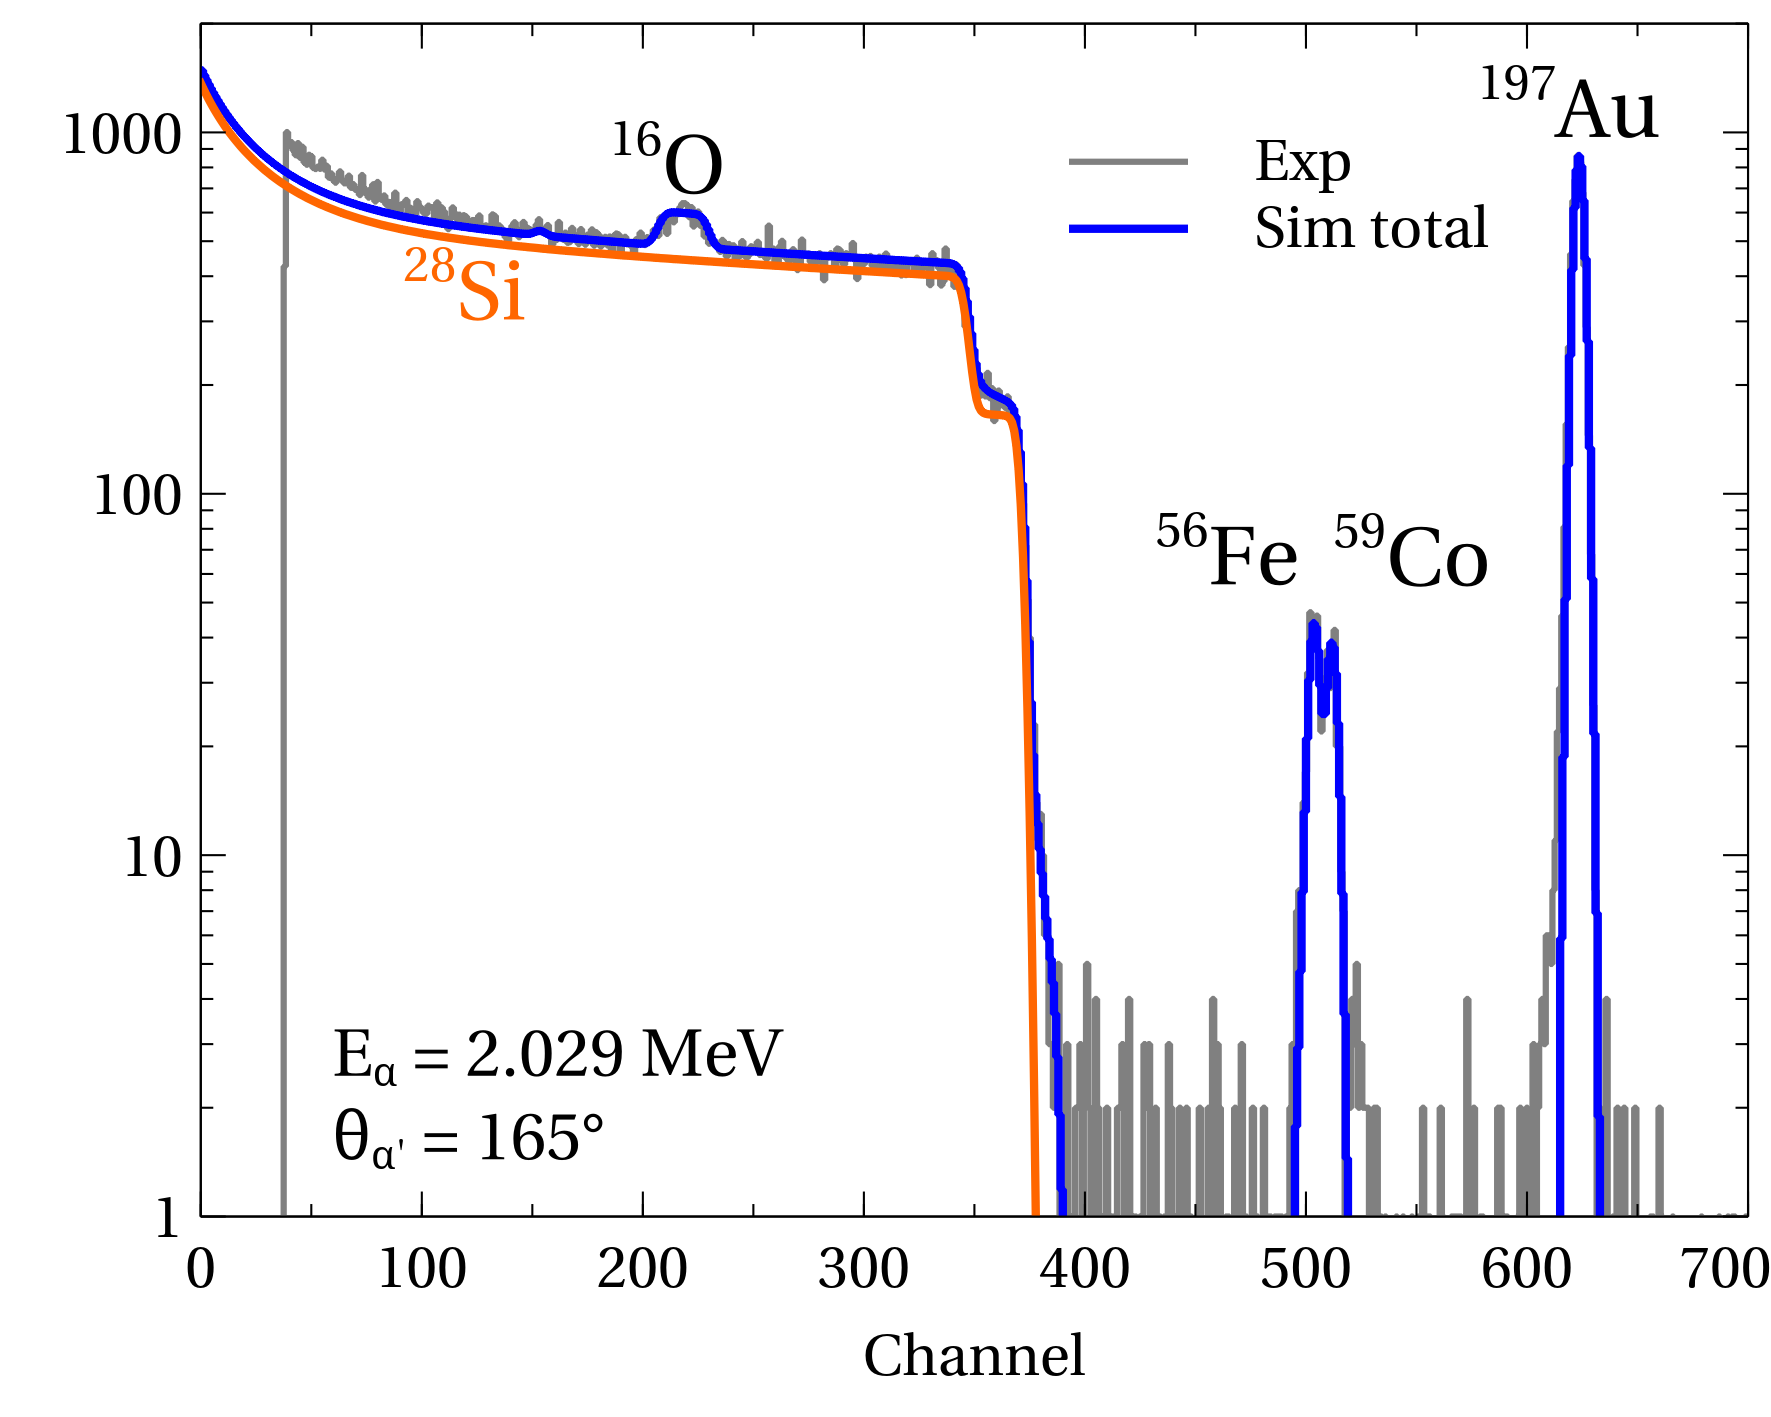 ¹⁹⁷Au
1000
¹⁶O
Exp
Sim total
²⁸Si
100
⁵⁶Fe ⁵⁹Co
10
Eα = 2.029 MeV
θα' = 165°
1
0 100 200 300 400 500 600 700
Channel